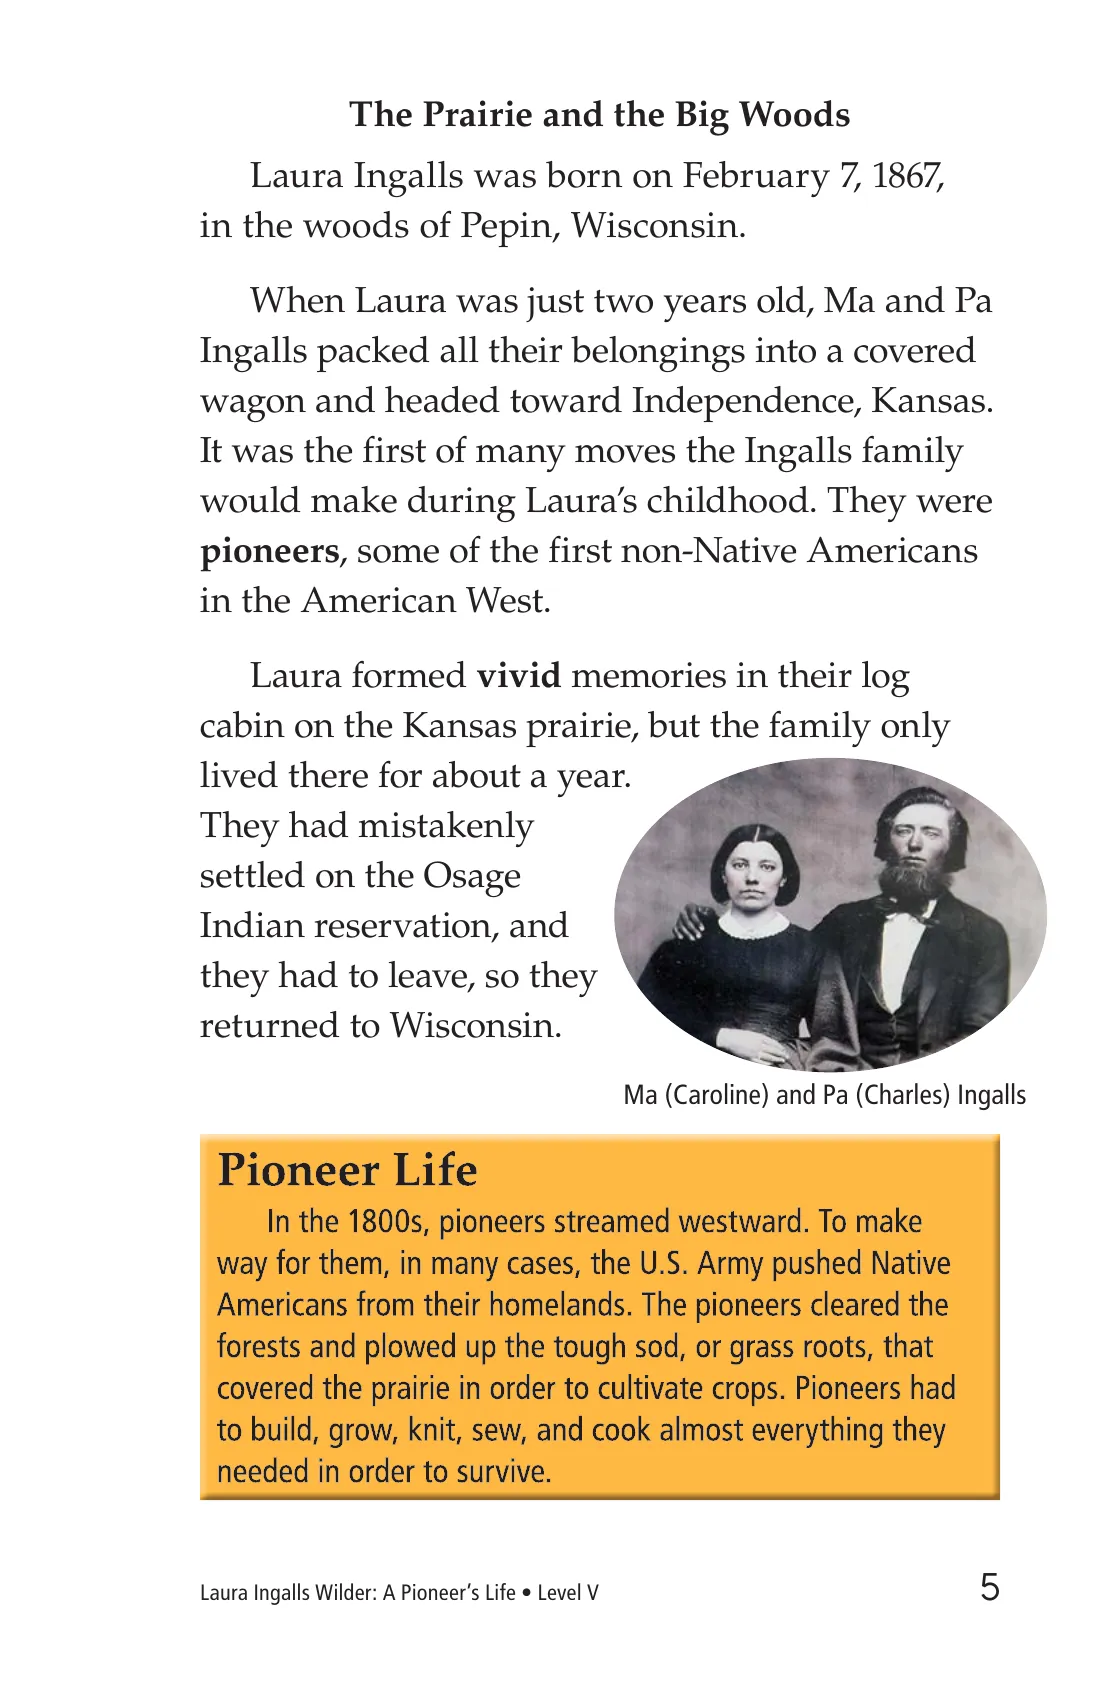 The Prairie and the Big Woods
Laura Ingalls was born on February 7, 1867,
in the woods of Pepin, Wisconsin.
When Laura was just two years old, Ma and Pa
Ingalls packed all their belongings into a covered
wagon and headed toward Independence, Kansas.
It was the first of many moves the Ingalls family
would make during Laura’s childhood. They were
pioneers, some of the first non-Native Americans
in the American West.
Laura formed vivid memories in their log
cabin on the Kansas prairie, but the family only
lived there for about a year.
They had mistakenly
settled on the Osage
Indian reservation, and
they had to leave, so they
returned to Wisconsin.
Ma (Caroline) and Pa (Charles) Ingalls
Pioneer Life
In the 1800s, pioneers streamed westward. To make
way for them, in many cases, the U.S. Army pushed Native
Americans from their homelands. The pioneers cleared the
forests and plowed up the tough sod, or grass roots, that
covered the prairie in order to cultivate crops. Pioneers had
to build, grow, knit, sew, and cook almost everything they
needed in order to survive.
Laura Ingalls Wilder: A Pioneer’s Life • Level V
5